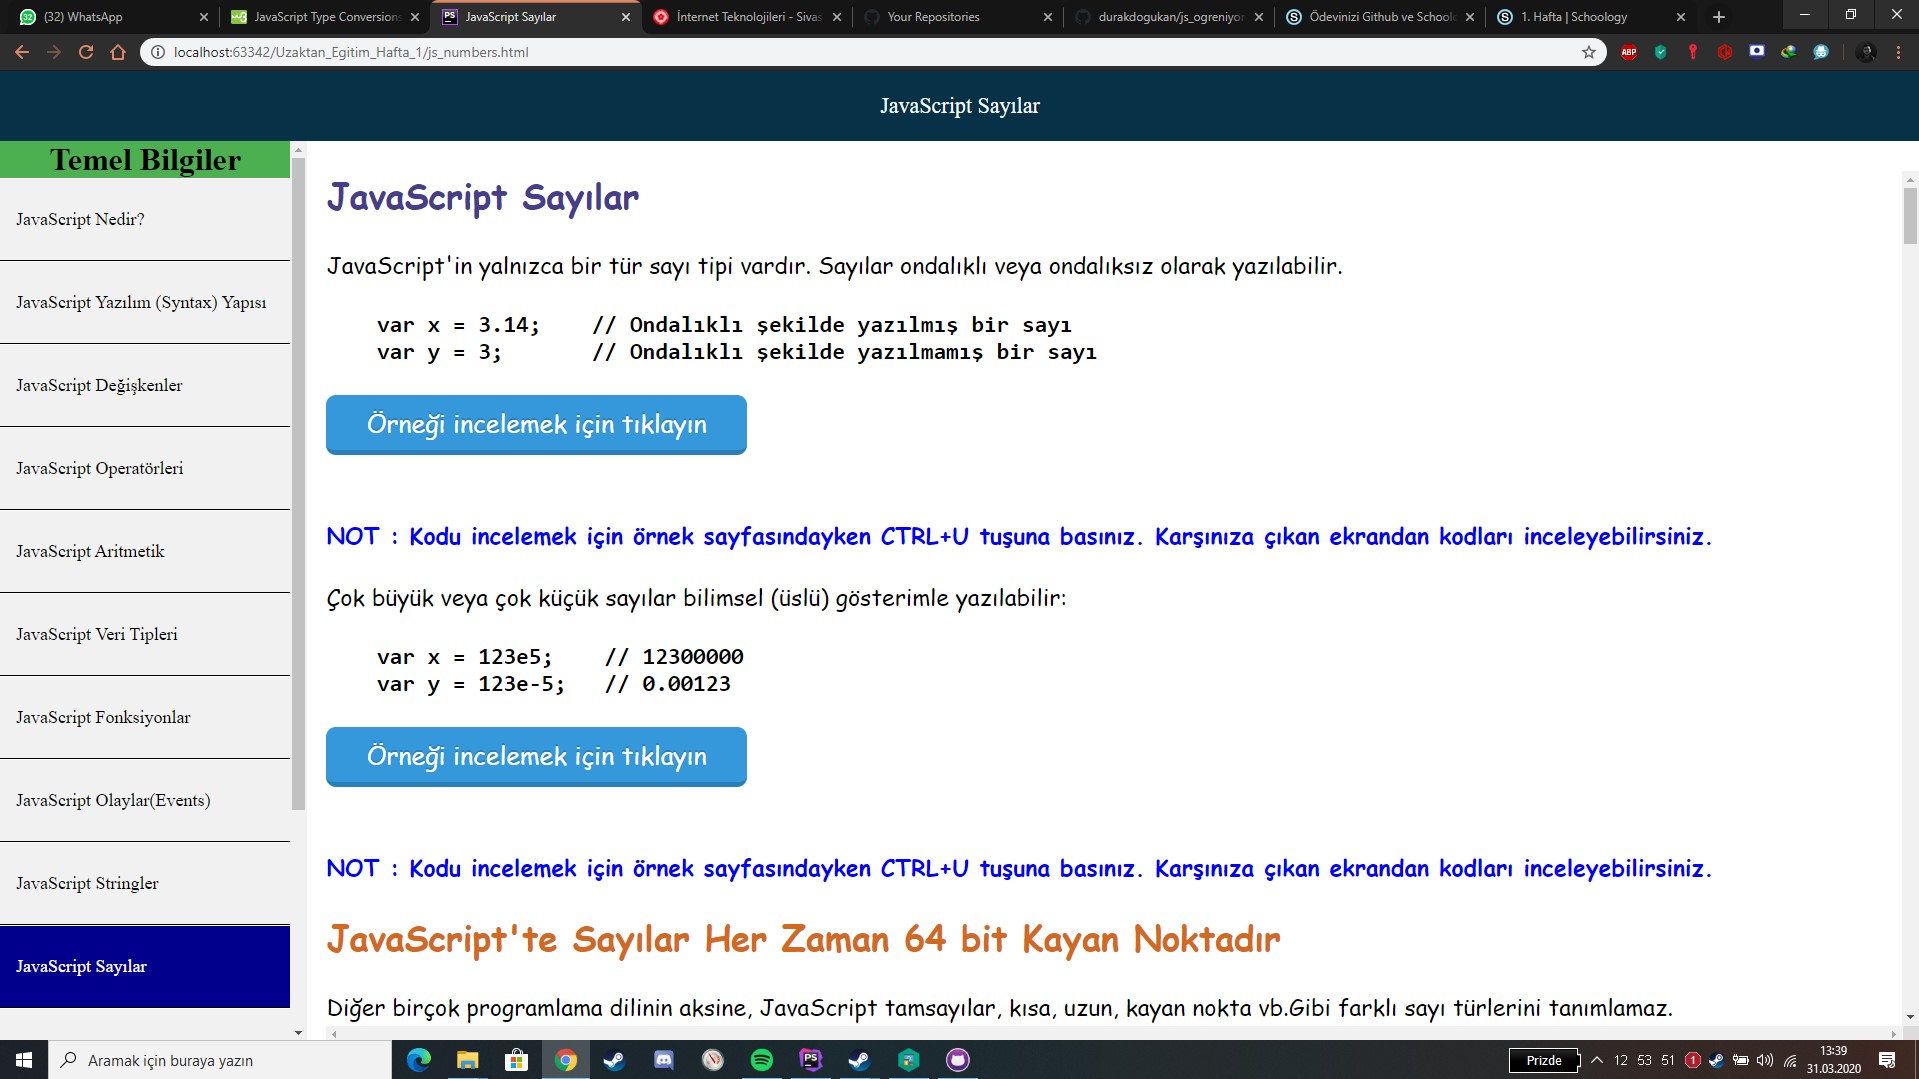 (32) WhatsApp
JavaScript Type Conversions
JavaScript Sayılar
İnternet Teknolojileri - Sivas
Your Repositories
durakdogukan/js_ogreniyor
Ödevinizi Github ve Schoolo
1. Hafta | Schoology
localhost:63342/Uzaktan_Egitim_Hafta_1/js_numbers.html
ABP
JavaScript Sayılar
Temel Bilgiler
JavaScript Nedir?
JavaScript Yazılım (Syntax) Yapısı
JavaScript Değişkenler
JavaScript Operatörleri
JavaScript Aritmetik
JavaScript Veri Tipleri
JavaScript Fonksiyonlar
JavaScript Olaylar(Events)
JavaScript Stringler
JavaScript Sayılar
JavaScript Sayılar
JavaScript'in yalnızca bir tür sayı tipi vardır. Sayılar ondalıklı veya ondalıksız olarak yazılabilir.
var x = 3.14;    // Ondalıklı şekilde yazılmış bir sayı
var y = 3;       // Ondalıklı şekilde yazılmamış bir sayı
Örneği incelemek için tıklayın
NOT : Kodu incelemek için örnek sayfasındayken CTRL+U tuşuna basınız. Karşınıza çıkan ekrandan kodları inceleyebilirsiniz.
Çok büyük veya çok küçük sayılar bilimsel (üslü) gösterimle yazılabilir:
var x = 123e5;    // 12300000
var y = 123e-5;   // 0.00123
Örneği incelemek için tıklayın
NOT : Kodu incelemek için örnek sayfasındayken CTRL+U tuşuna basınız. Karşınıza çıkan ekrandan kodları inceleyebilirsiniz.
JavaScript'te Sayılar Her Zaman 64 bit Kayan Noktadır
Diğer birçok programlama dilinin aksine, JavaScript tamsayılar, kısa, uzun, kayan nokta vb.Gibi farklı sayı türlerini tanımlamaz.
Aramak için buraya yazın
Prizde
12 53 51
13:39
31.03.2020